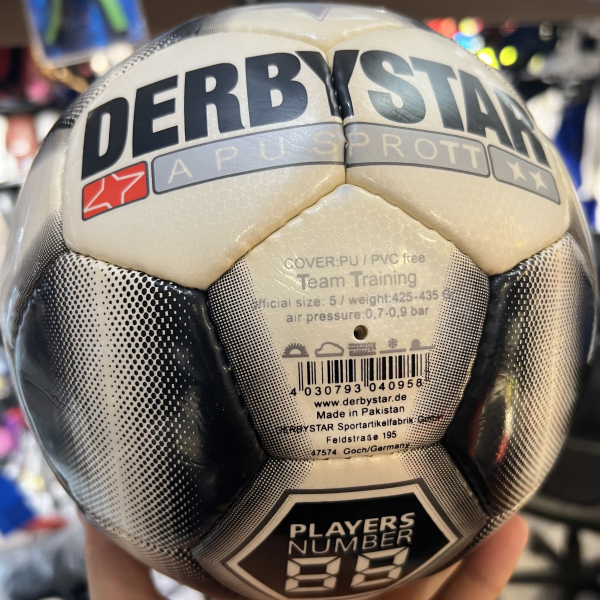 DERBYSTAR
APUS PROTT
COVER:PU / PVC free
Team Training
official size: 5 / weight:425-435
air pressure:0,7-0,9 bar
4 030793 040958
www.derbystar.de
Made in Pakistan
DERBYSTAR Sportartikelfabrik GmbH
Feldstraße 195
47574 Goch/Germany
PLAYERS
NUMBER
88